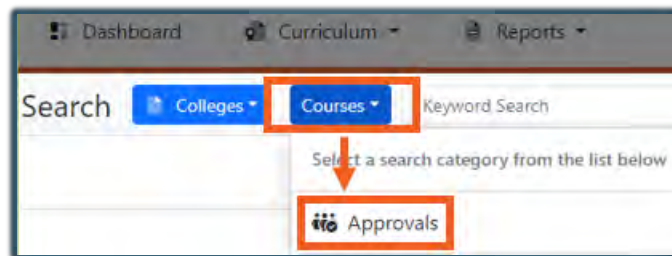 Dashboard Curriculum Reports
Search Colleges Courses Keyword Search
Select a search category from the list below
Approvals